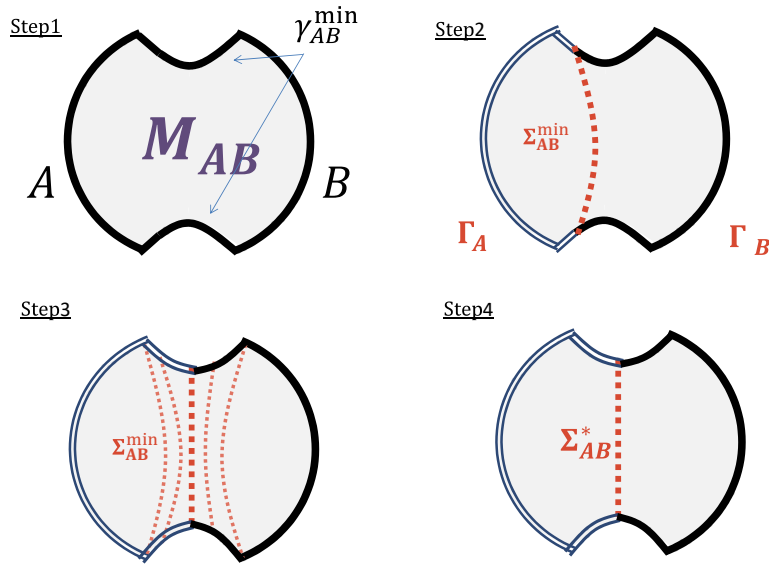 Step1
γ_{AB}^{min}
M_{AB}
A
B
Step2
Σ_{AB}^{min}
Γ_A
Γ_B
Step3
Σ_{AB}^{min}
Step4
Σ_{AB}^{*}